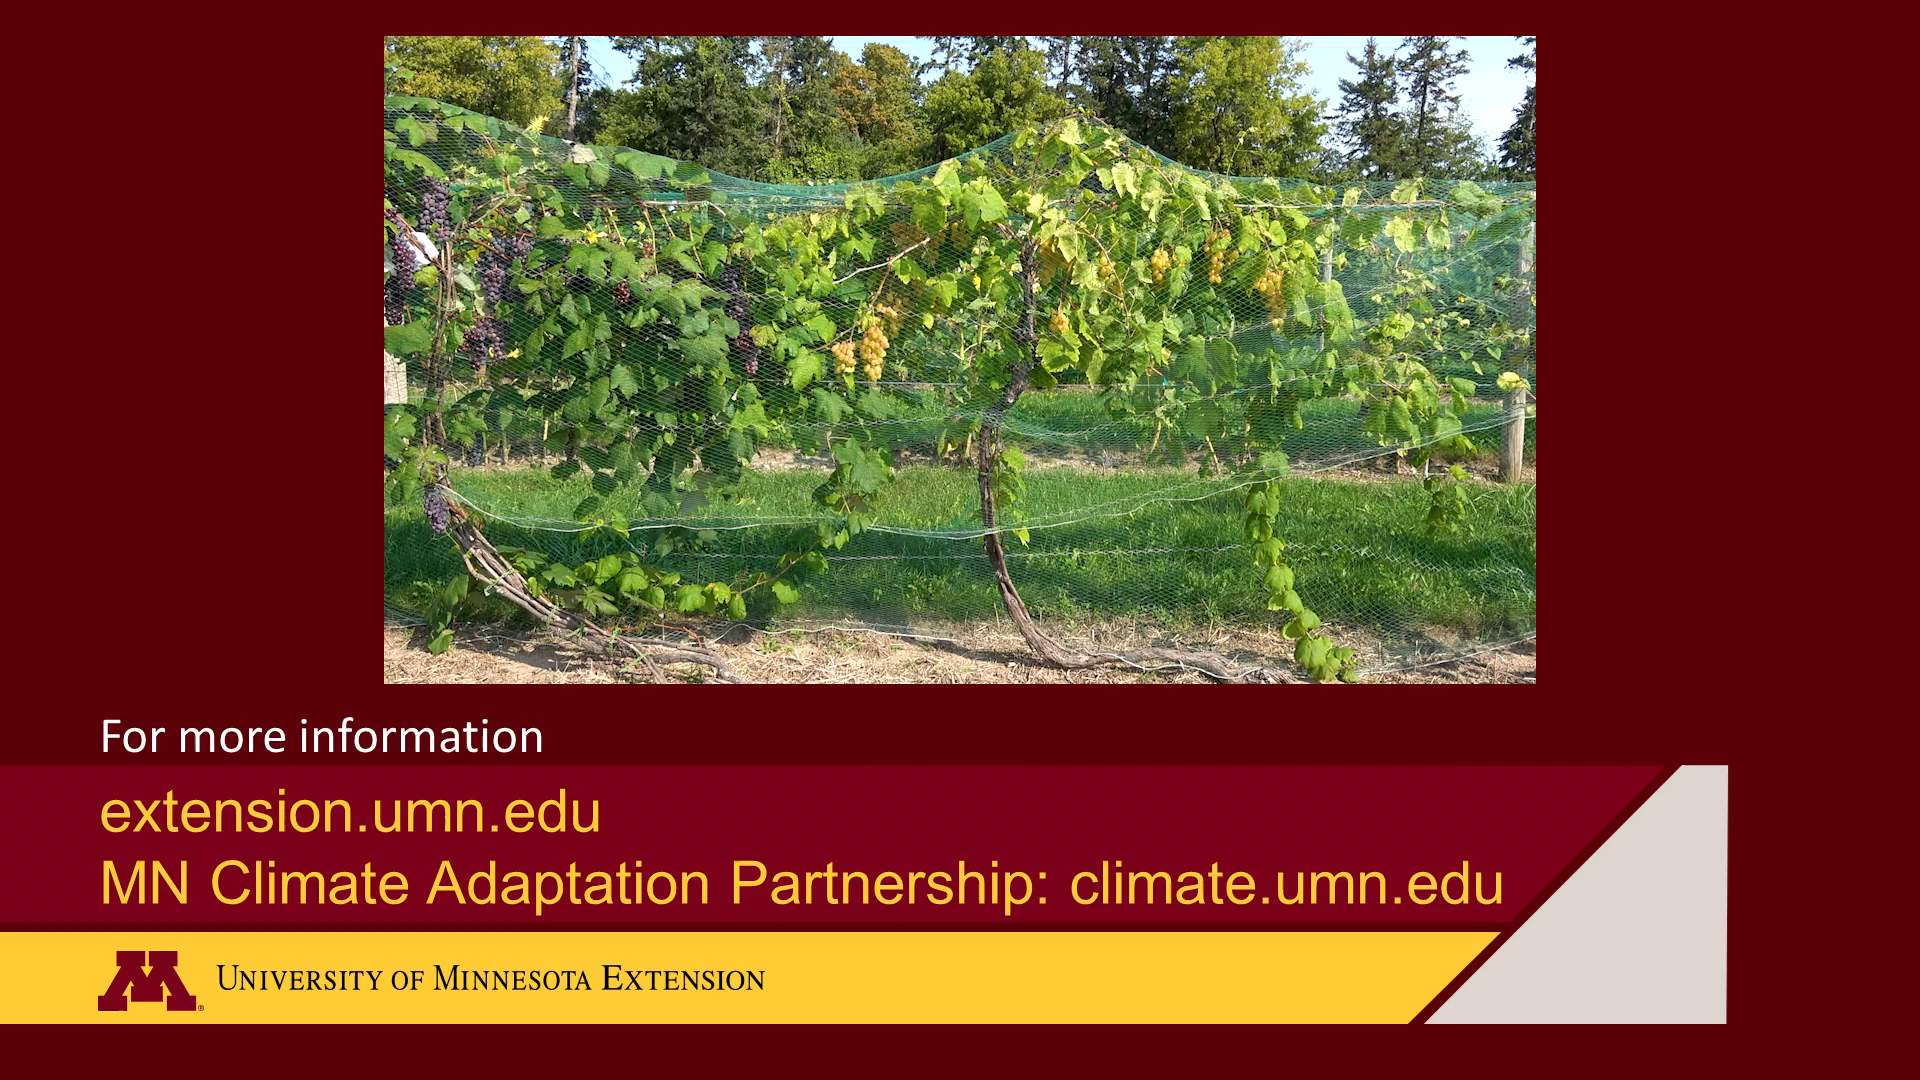 For more information
extension.umn.edu
MN Climate Adaptation Partnership: climate.umn.edu
M®
University of Minnesota Extension